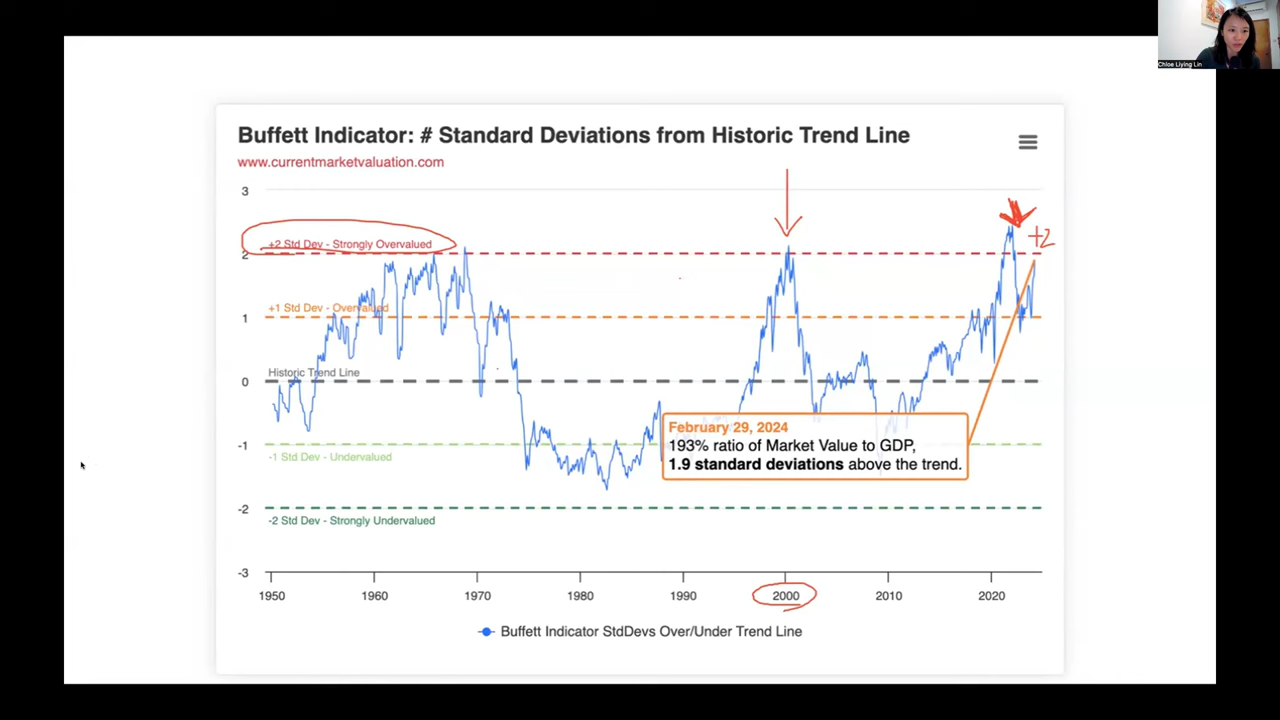 Chloe Liying Lin
Buffett Indicator: # Standard Deviations from Historic Trend Line
www.currentmarketvaluation.com
3
+2 Std Dev - Strongly Overvalued
+2
2
+1 Std Dev - Overvalued
1
Historic Trend Line
0
February 29, 2024
193% ratio of Market Value to GDP,
1.9 standard deviations above the trend.
-1
-1 Std Dev - Undervalued
-2
-2 Std Dev - Strongly Undervalued
-3
1950 1960 1970 1980 1990 2000 2010 2020
Buffett Indicator StdDevs Over/Under Trend Line